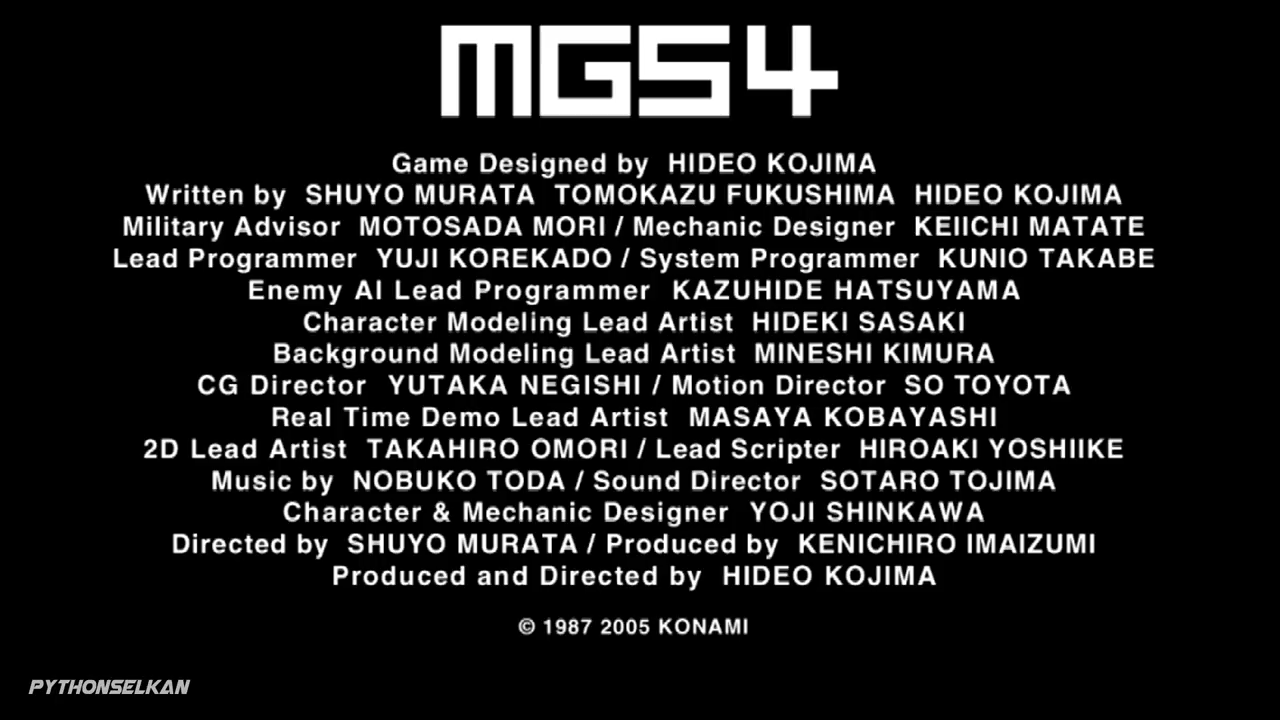 MGS4
Game Designed by HIDEO KOJIMA
Written by SHUYO MURATA TOMOKAZU FUKUSHIMA HIDEO KOJIMA
Military Advisor MOTOSADA MORI / Mechanic Designer KEIICHI MATATE
Lead Programmer YUJI KOREKADO / System Programmer KUNIO TAKABE
Enemy AI Lead Programmer KAZUHIDE HATSUYAMA
Character Modeling Lead Artist HIDEKI SASAKI
Background Modeling Lead Artist MINESHI KIMURA
CG Director YUTAKA NEGISHI / Motion Director SO TOYOTA
Real Time Demo Lead Artist MASAYA KOBAYASHI
2D Lead Artist TAKAHIRO OMORI / Lead Scripter HIROAKI YOSHIIKE
Music by NOBUKO TODA / Sound Director SOTARO TOJIMA
Character & Mechanic Designer YOJI SHINKAWA
Directed by SHUYO MURATA / Produced by KENICHIRO IMAIZUMI
Produced and Directed by HIDEO KOJIMA
© 1987 2005 KONAMI
PYTHONSELKAN